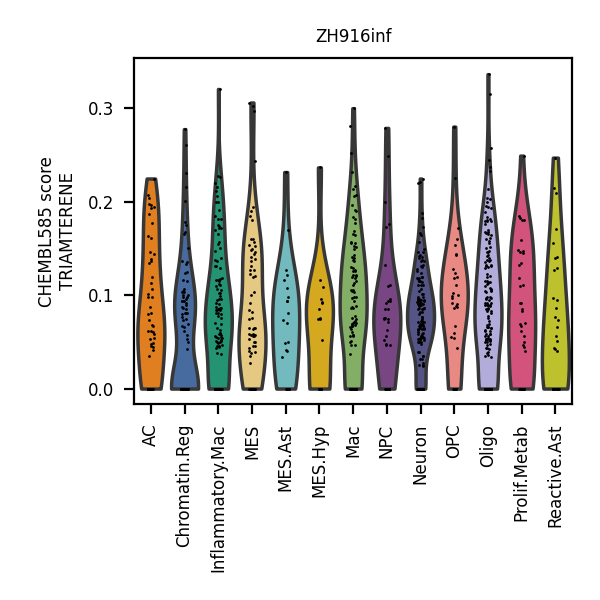 ZH916inf
CHEMBL585 score
TRIAMTERENE
0.3
0.2
0.1
0.0
AC
Chromatin.Reg
Inflammatory.Mac
MES
MES.Ast
MES.Hyp
Mac
NPC
Neuron
OPC
Oligo
Prolif.Metab
Reactive.Ast